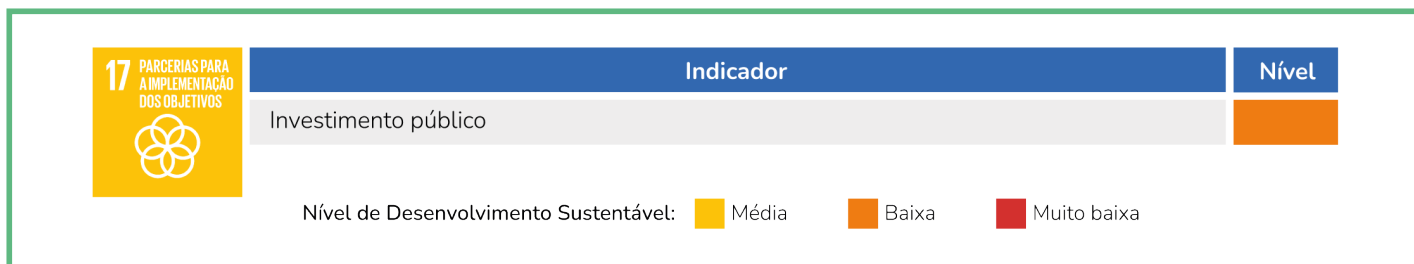 17 PARCERIAS PARA
A IMPLEMENTAÇÃO
DOS OBJETIVOS
Indicador
Nível
Investimento público
Nível de Desenvolvimento Sustentável:
Média
Baixa
Muito baixa